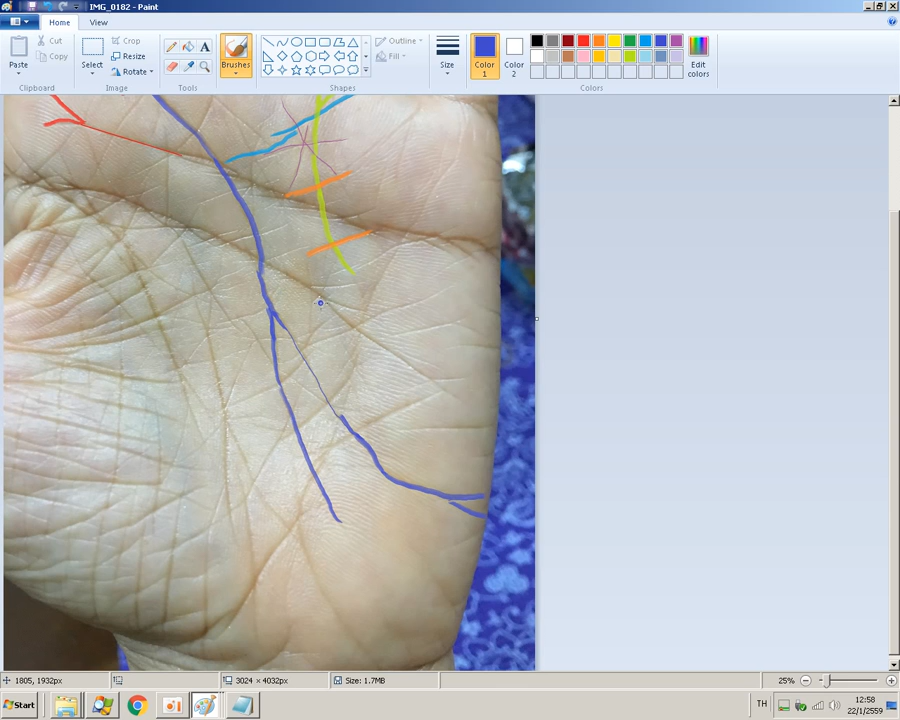 IMG_0182 - Paint
Home
View
Paste
Cut
Copy
Clipboard
Select
Crop
Resize
Rotate
Image
Tools
Brushes
Outline
Fill
Shapes
Size
Color
1
Color
2
Edit
colors
Colors
1805, 1932px
3024 × 4032px
Size: 1.7MB
25%
Start
TH
12:58
22/1/2559